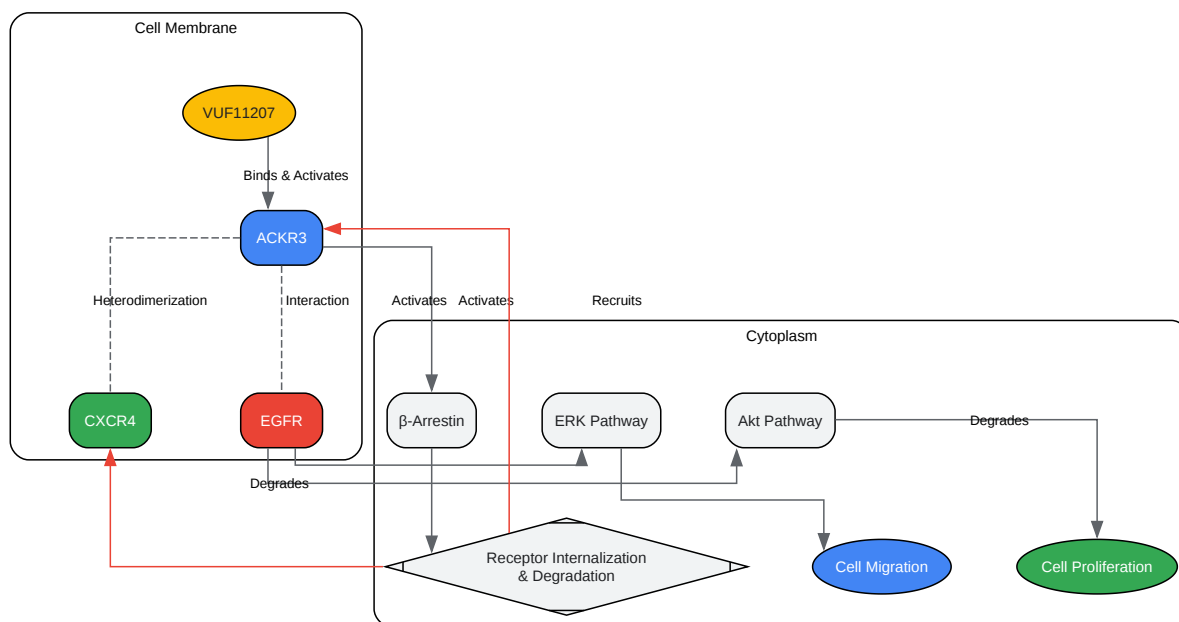 Cell Membrane
VUF11207
Binds & Activates
ACKR3
Heterodimerization
Interaction
Activates
Activates
Recruits
Cytoplasm
CXCR4
EGFR
β-Arrestin
ERK Pathway
Akt Pathway
Degrades
Degrades
Receptor Internalization
& Degradation
Cell Migration
Cell Proliferation